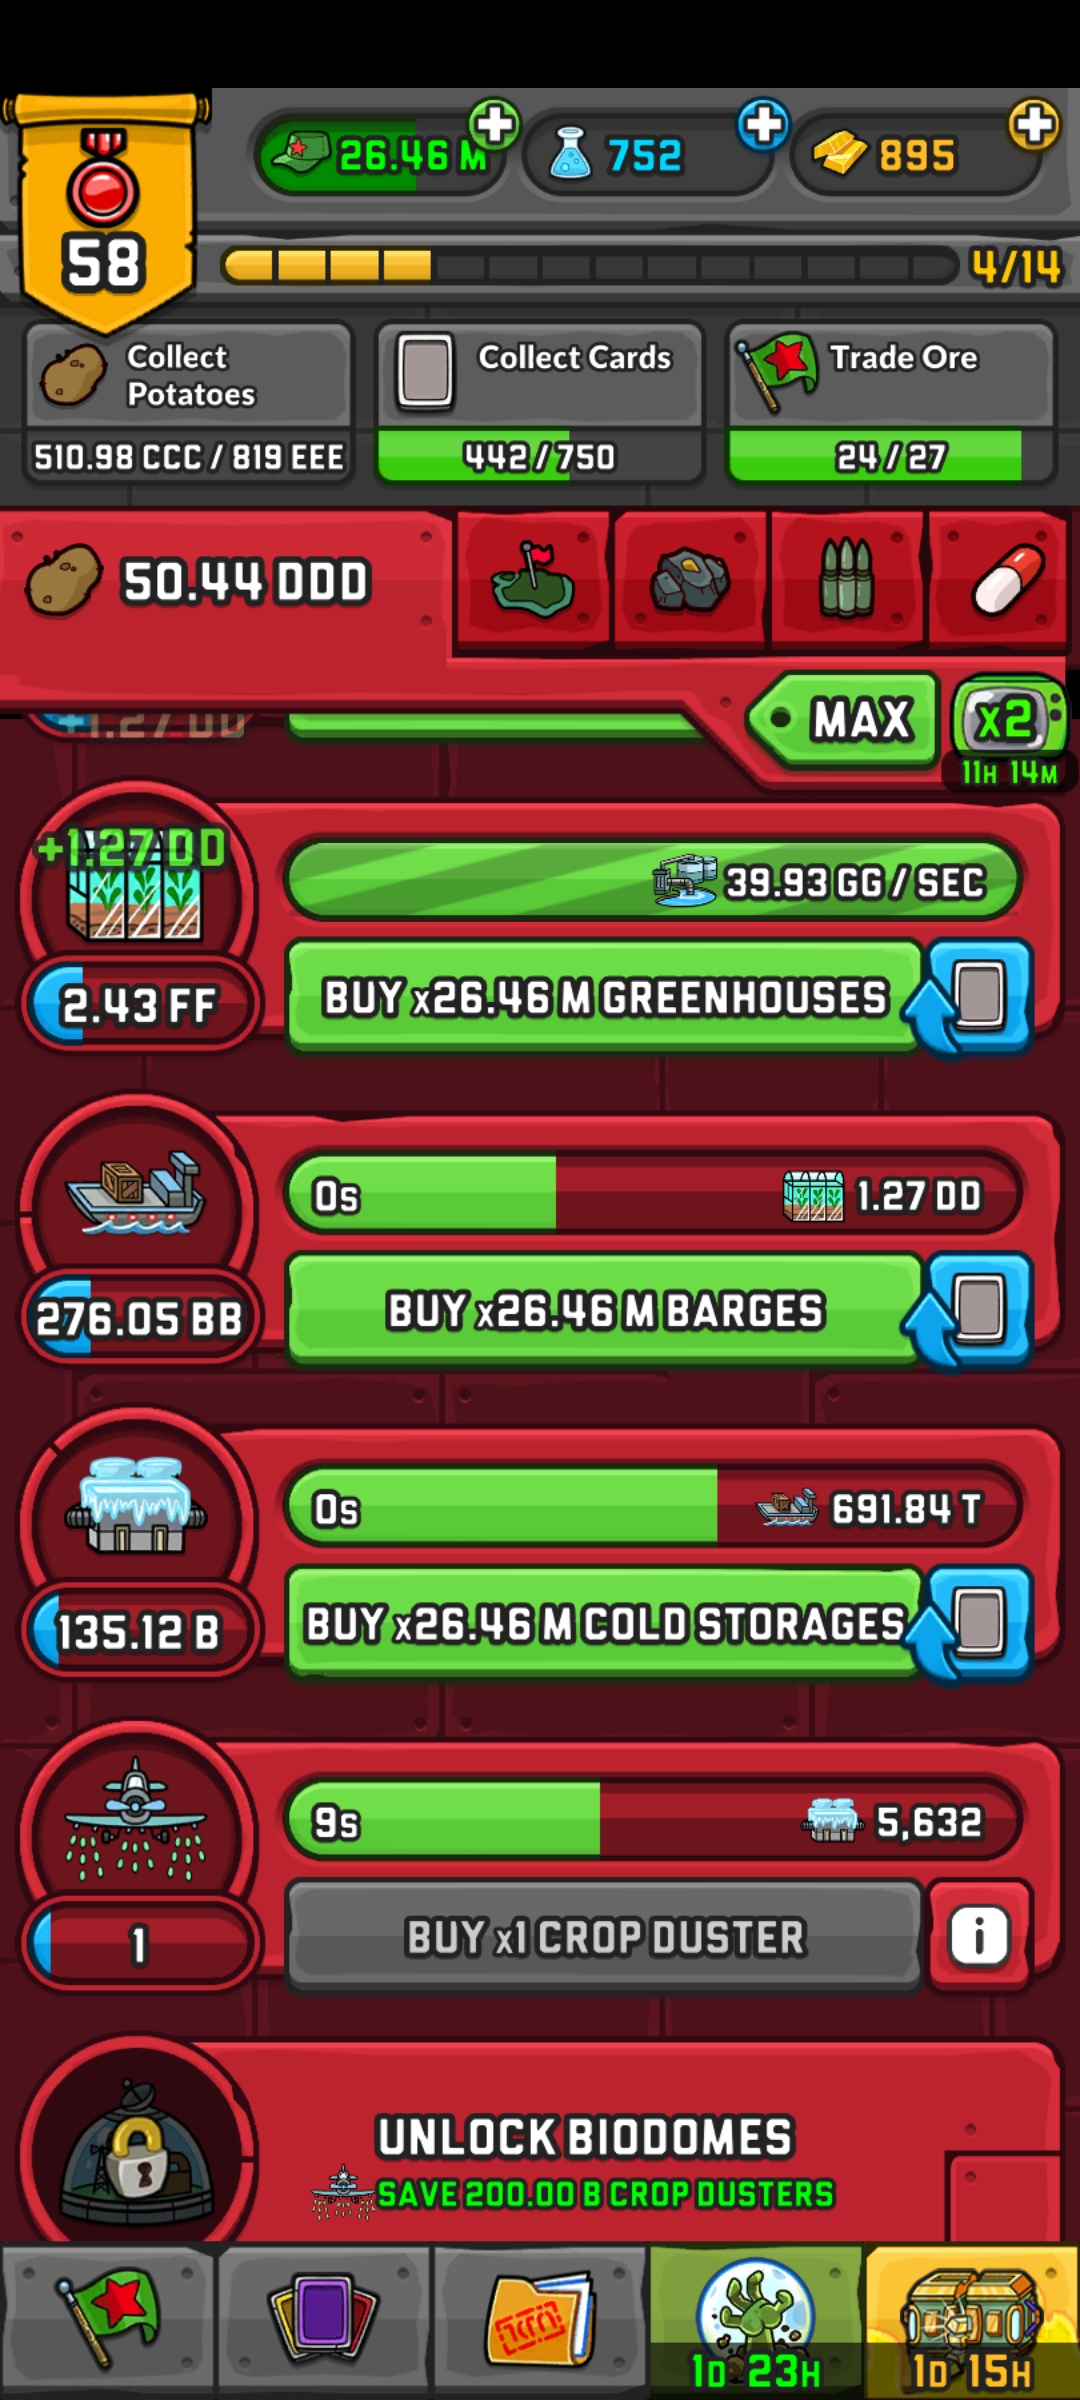 26.46 M
752
895
58
4/14
Collect
Potatoes
510.98 CCC / 819 EEE
Collect Cards
442/750
Trade Ore
24/27
50.44 DDD
+1.27 DD
MAX
x2
11H 14M
+1.27 DD
39.93 GG / SEC
2.43 FF
BUY x26.46 M GREENHOUSES
0s
1.27 DD
276.05 BB
BUY x26.46 M BARGES
0s
691.84 T
135.12 B
BUY x26.46 M COLD STORAGES
9s
5,632
1
BUY x1 CROP DUSTER
i
UNLOCK BIODOMES
SAVE 200.00 B CROP DUSTERS
1D 23H
1D 15H